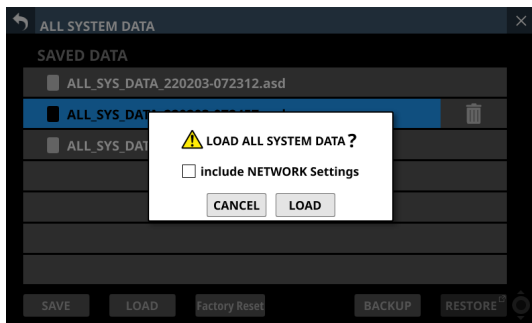 ALL SYSTEM DATA
SAVED DATA
ALL_SYS_DATA_220203-072312.asd
ALL_SYS_DAT
ALL_SYS_DAT
LOAD ALL SYSTEM DATA?
include NETWORK Settings
CANCEL LOAD
SAVE LOAD Factory Reset BACKUP RESTORE